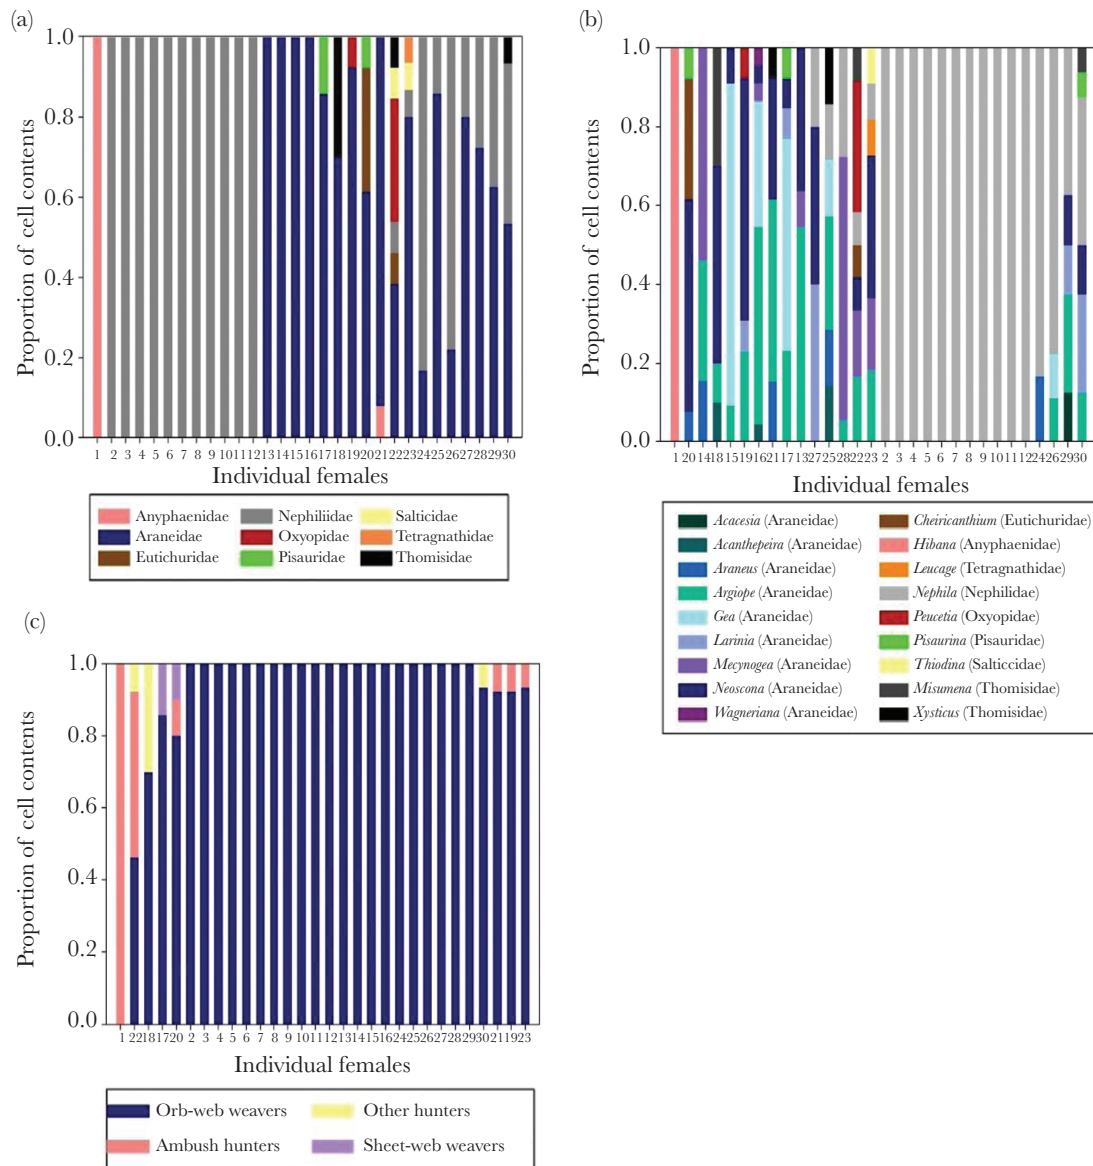 (a)
1.0
0.8
0.6
0.4
0.2
0.0
Proportion of cell contents
1 2 3 4 5 6 7 8 9 10 11 12 13 14 15 16 17 18 19 20 21 22 23 24 25 26 27 28 29 30
Individual females
Anyphaenidae Nephiliidae Salticidae
Araneidae Oxyopidae Tetragnathidae
Eutichuridae Pisauridae Thomisidae
(b)
1.0
0.8
0.6
0.4
0.2
0.0
Proportion of cell contents
1 20 14 18 15 19 16 21 17 13 27 25 28 22 23 2 3 4 5 6 7 8 9 10 11 12 24 26 29 30
Individual females
Acacesia (Araneidae) Cheiricanthium (Eutichuridae)
Acanthepeira (Araneidae) Hibana (Anyphaenidae)
Araneus (Araneidae) Leucage (Tetragnathidae)
Argiope (Araneidae) Nephila (Nephilidae)
Gea (Araneidae) Peucetia (Oxyopidae)
Larinia (Araneidae) Pisaurina (Pisauridae)
Mecynogea (Araneidae) Thiodina (Salticcidae)
Neoscona (Araneidae) Misumena (Thomisidae)
Wagneriana (Araneidae) Xysticus (Thomisidae)
(c)
1.0
0.8
0.6
0.4
0.2
0.0
Proportion of cell contents
1 22 18 17 20 2 3 4 5 6 7 8 9 10 11 12 13 14 15 16 24 25 26 27 28 29 30 21 19 23
Individual females
Orb-web weavers Other hunters
Ambush hunters Sheet-web weavers